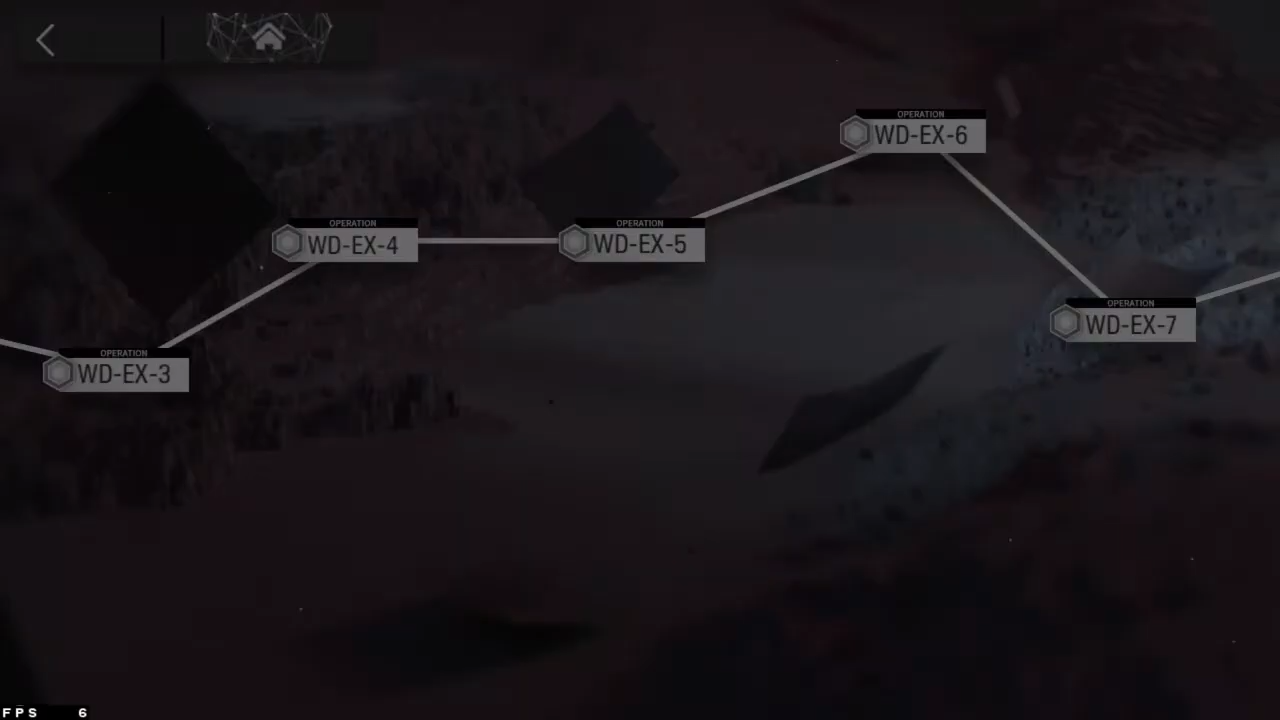 OPERATION
WD-EX-6
OPERATION
WD-EX-4
OPERATION
WD-EX-5
OPERATION
WD-EX-7
OPERATION
WD-EX-3
FPS 6